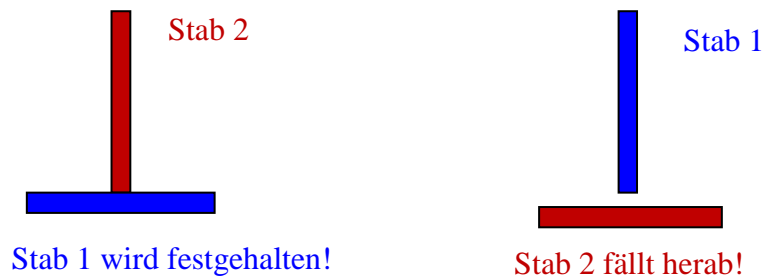 Stab 2
Stab 1
Stab 1 wird festgehalten!
Stab 2 fällt herab!